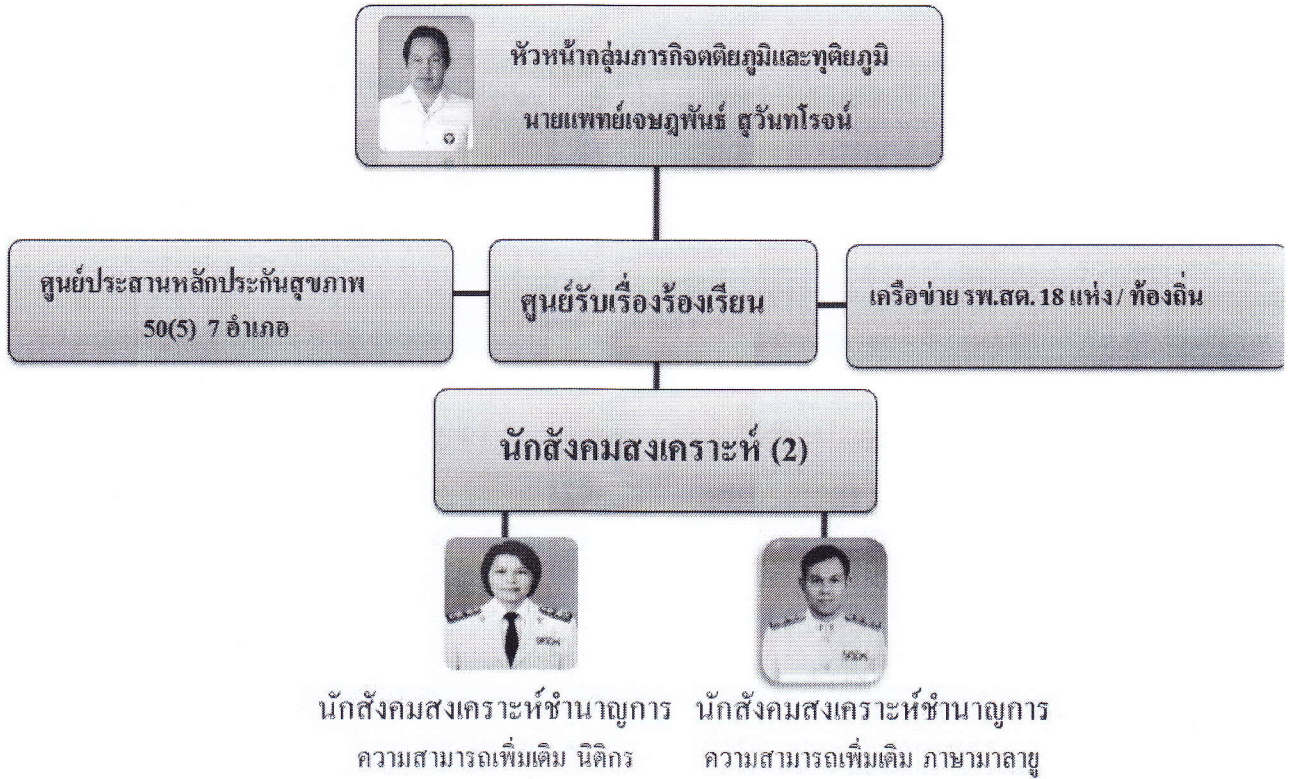 หัวหน้ากลุ่มภารกิจตติยภูมิและทุติยภูมิ
นายแพทย์เจษฎพันธ์ สุวันทโรจน์
ศูนย์ประสานหลักประกันสุขภาพ
50(5) 7 อำเภอ
ศูนย์รับเรื่องร้องเรียน
เครือข่าย รพ.สต. 18 แห่ง / ท้องถิ่น
นักสังคมสงเคราะห์ (2)
นักสังคมสงเคราะห์ชำนาญการ นักสังคมสงเคราะห์ชำนาญการ
ความสามารถเพิ่มเติม นิติกร ความสามารถเพิ่มเติม ภาษามาลายู